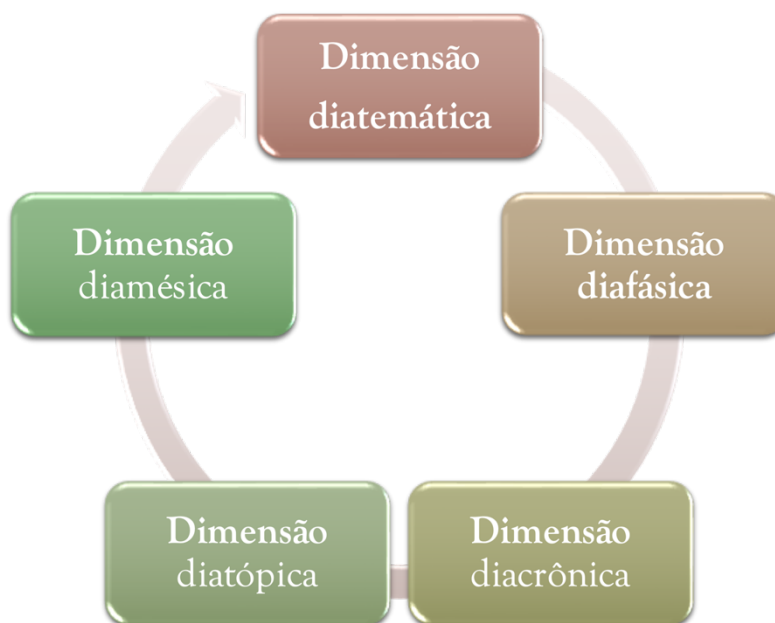 Dimensão
diatemática
Dimensão
diamésica
Dimensão
diafásica
Dimensão
diatópica
Dimensão
diacrônica